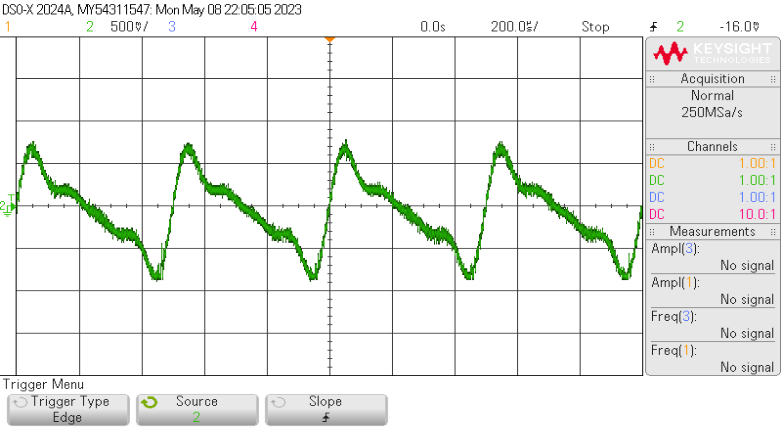 DSO-X 2024A, MY54311547: Mon May 08 22:05:05 2023
1 2 500mV/ 3 4 0.0s 200.0us/ Stop 2 -16.0mV
KEYSIGHT
TECHNOLOGIES
Acquisition
Normal
250MSa/s
Channels
DC 1.00:1
DC 1.00:1
DC 1.00:1
DC 10.0:1
Measurements
Ampl(3):
No signal
Ampl(1):
No signal
Freq(3):
No signal
Freq(1):
No signal
2
T
Trigger Menu
Trigger Type
Edge
Source
2
Slope